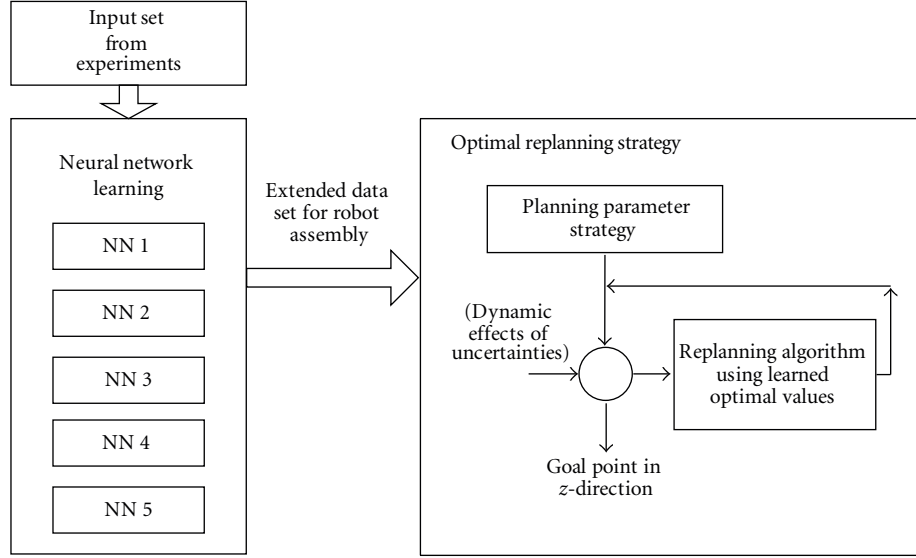 Input set
from
experiments
Neural network
learning
NN 1
NN 2
NN 3
NN 4
NN 5
Extended data
set for robot
assembly
Optimal replanning strategy
Planning parameter
strategy
(Dynamic
effects of
uncertainties)
Replanning algorithm
using learned
optimal values
Goal point in
z-direction